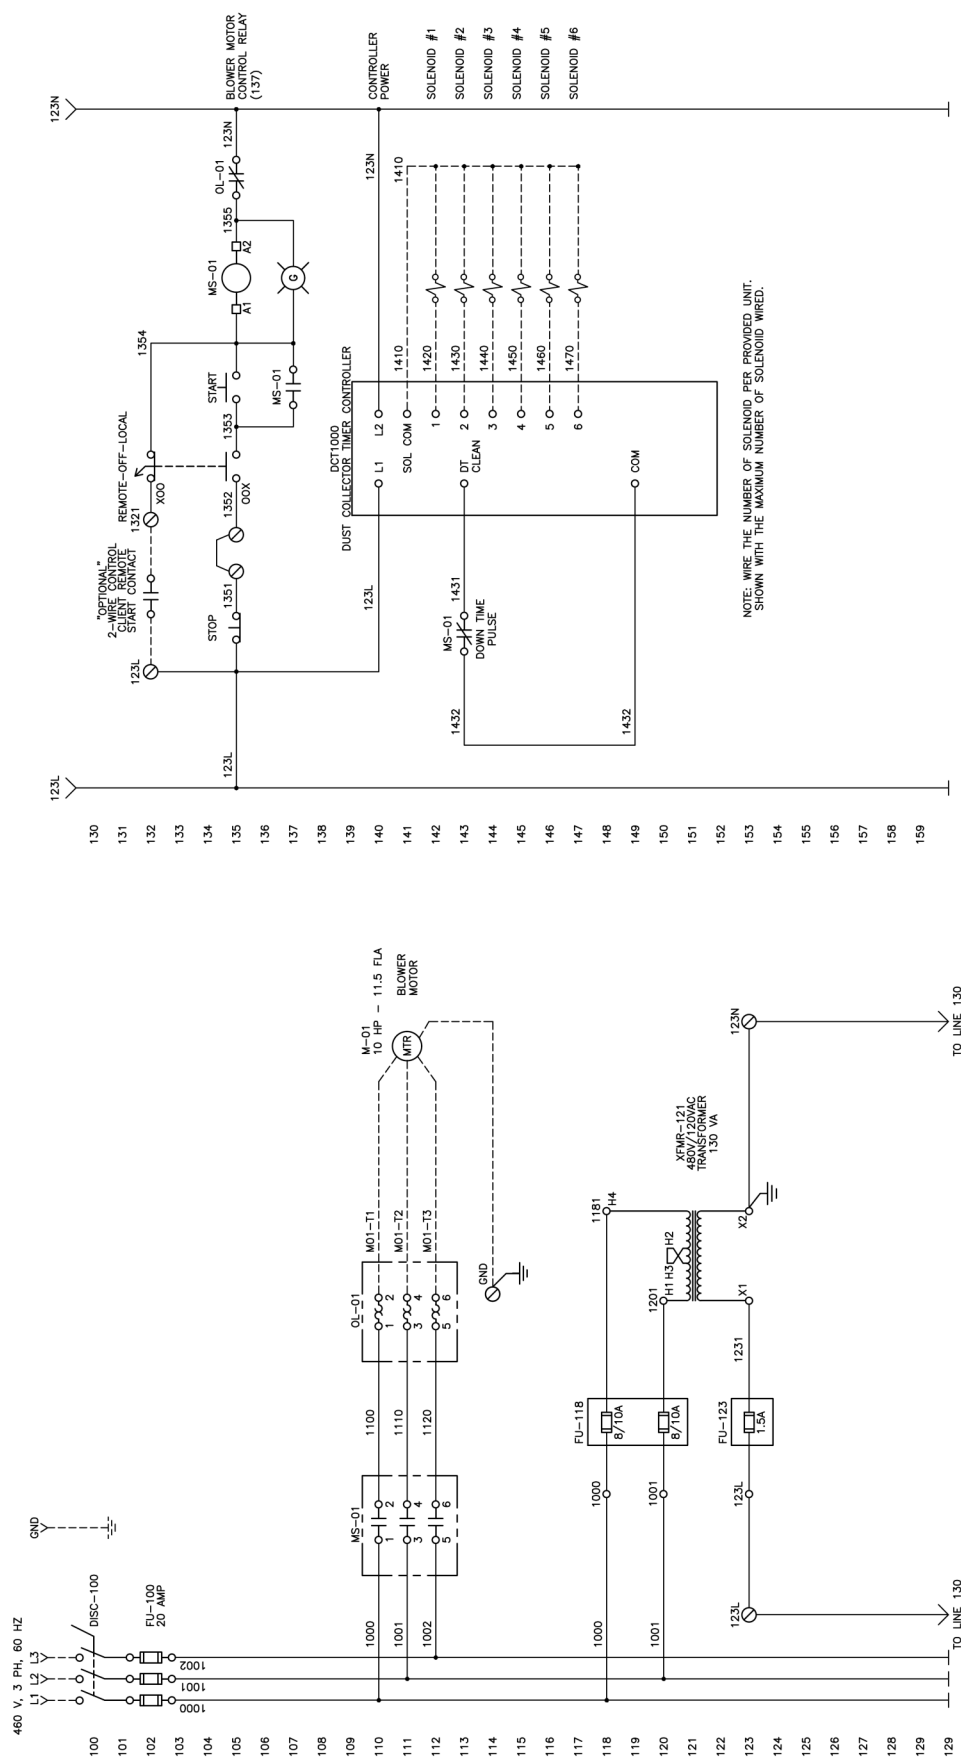 460 V, 3 PH, 60 HZ
L1
L2
L3
GND
DISC-100
FU-100
20 AMP
1000
1001
1002
100
101
102
103
104
105
106
107
108
109
110
111
112
113
114
115
116
117
118
119
120
121
122
123
124
125
126
127
128
129
129
1000
1001
1002
MS-01
1
2
3
4
5
6
1100
1110
1120
OL-01
1
2
3
4
5
6
M01-T1
M01-T2
M01-T3
M-01
10 HP - 11.5 FLA
MTR
BLOWER
MOTOR
GND
1000
1001
1000
1001
FU-118
8/10A
8/10A
1181
H4
1201
H1
H3
H2
XFMR-121
480V/120VAC
TRANSFORMER
130 VA
123L
123L
FU-123
1.5A
1231
X1
X2
123N
TO LINE 130
TO LINE 130
123L
123N
130
131
132
133
134
135
136
137
138
139
140
141
142
143
144
145
146
147
148
149
150
151
152
153
154
155
156
157
158
159
123L
123L
"OPTIONAL"
2-WIRE CONTROL
CLIENT REMOTE
START CONTACT
1321
REMOTE-OFF-LOCAL
XOO
1354
STOP
1351
1352
OOX
1353
START
MS-01
A1
A2
1355
OL-01
123N
BLOWER MOTOR
CONTROL RELAY
(137)
MS-01
G
DCT1000
DUST COLLECTOR TIMER CONTROLLER
123L
L1
L2
123N
CONTROLLER
POWER
SOL COM
1410
1410
1
1420
SOLENOID #1
MS-01
DOWN TIME
PULSE
1432
1431
DT
CLEAN
2
1430
SOLENOID #2
3
1440
SOLENOID #3
4
1450
SOLENOID #4
5
1460
SOLENOID #5
6
1470
SOLENOID #6
1432
COM
NOTE: WIRE THE NUMBER OF SOLENOID PER PROVIDED UNIT.
SHOWN WITH THE MAXIMUM NUMBER OF SOLENOIID WIRED.